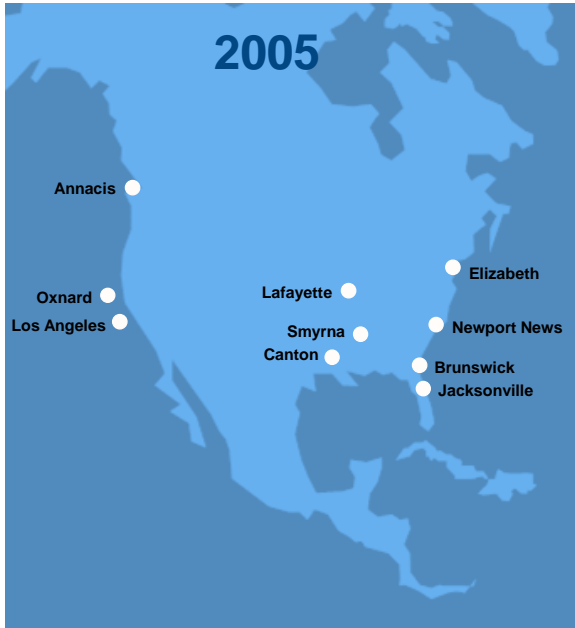 2005
Annacis
Elizabeth
Lafayette
Oxnard
Los Angeles
Newport News
Smyrna
Canton
Brunswick
Jacksonville